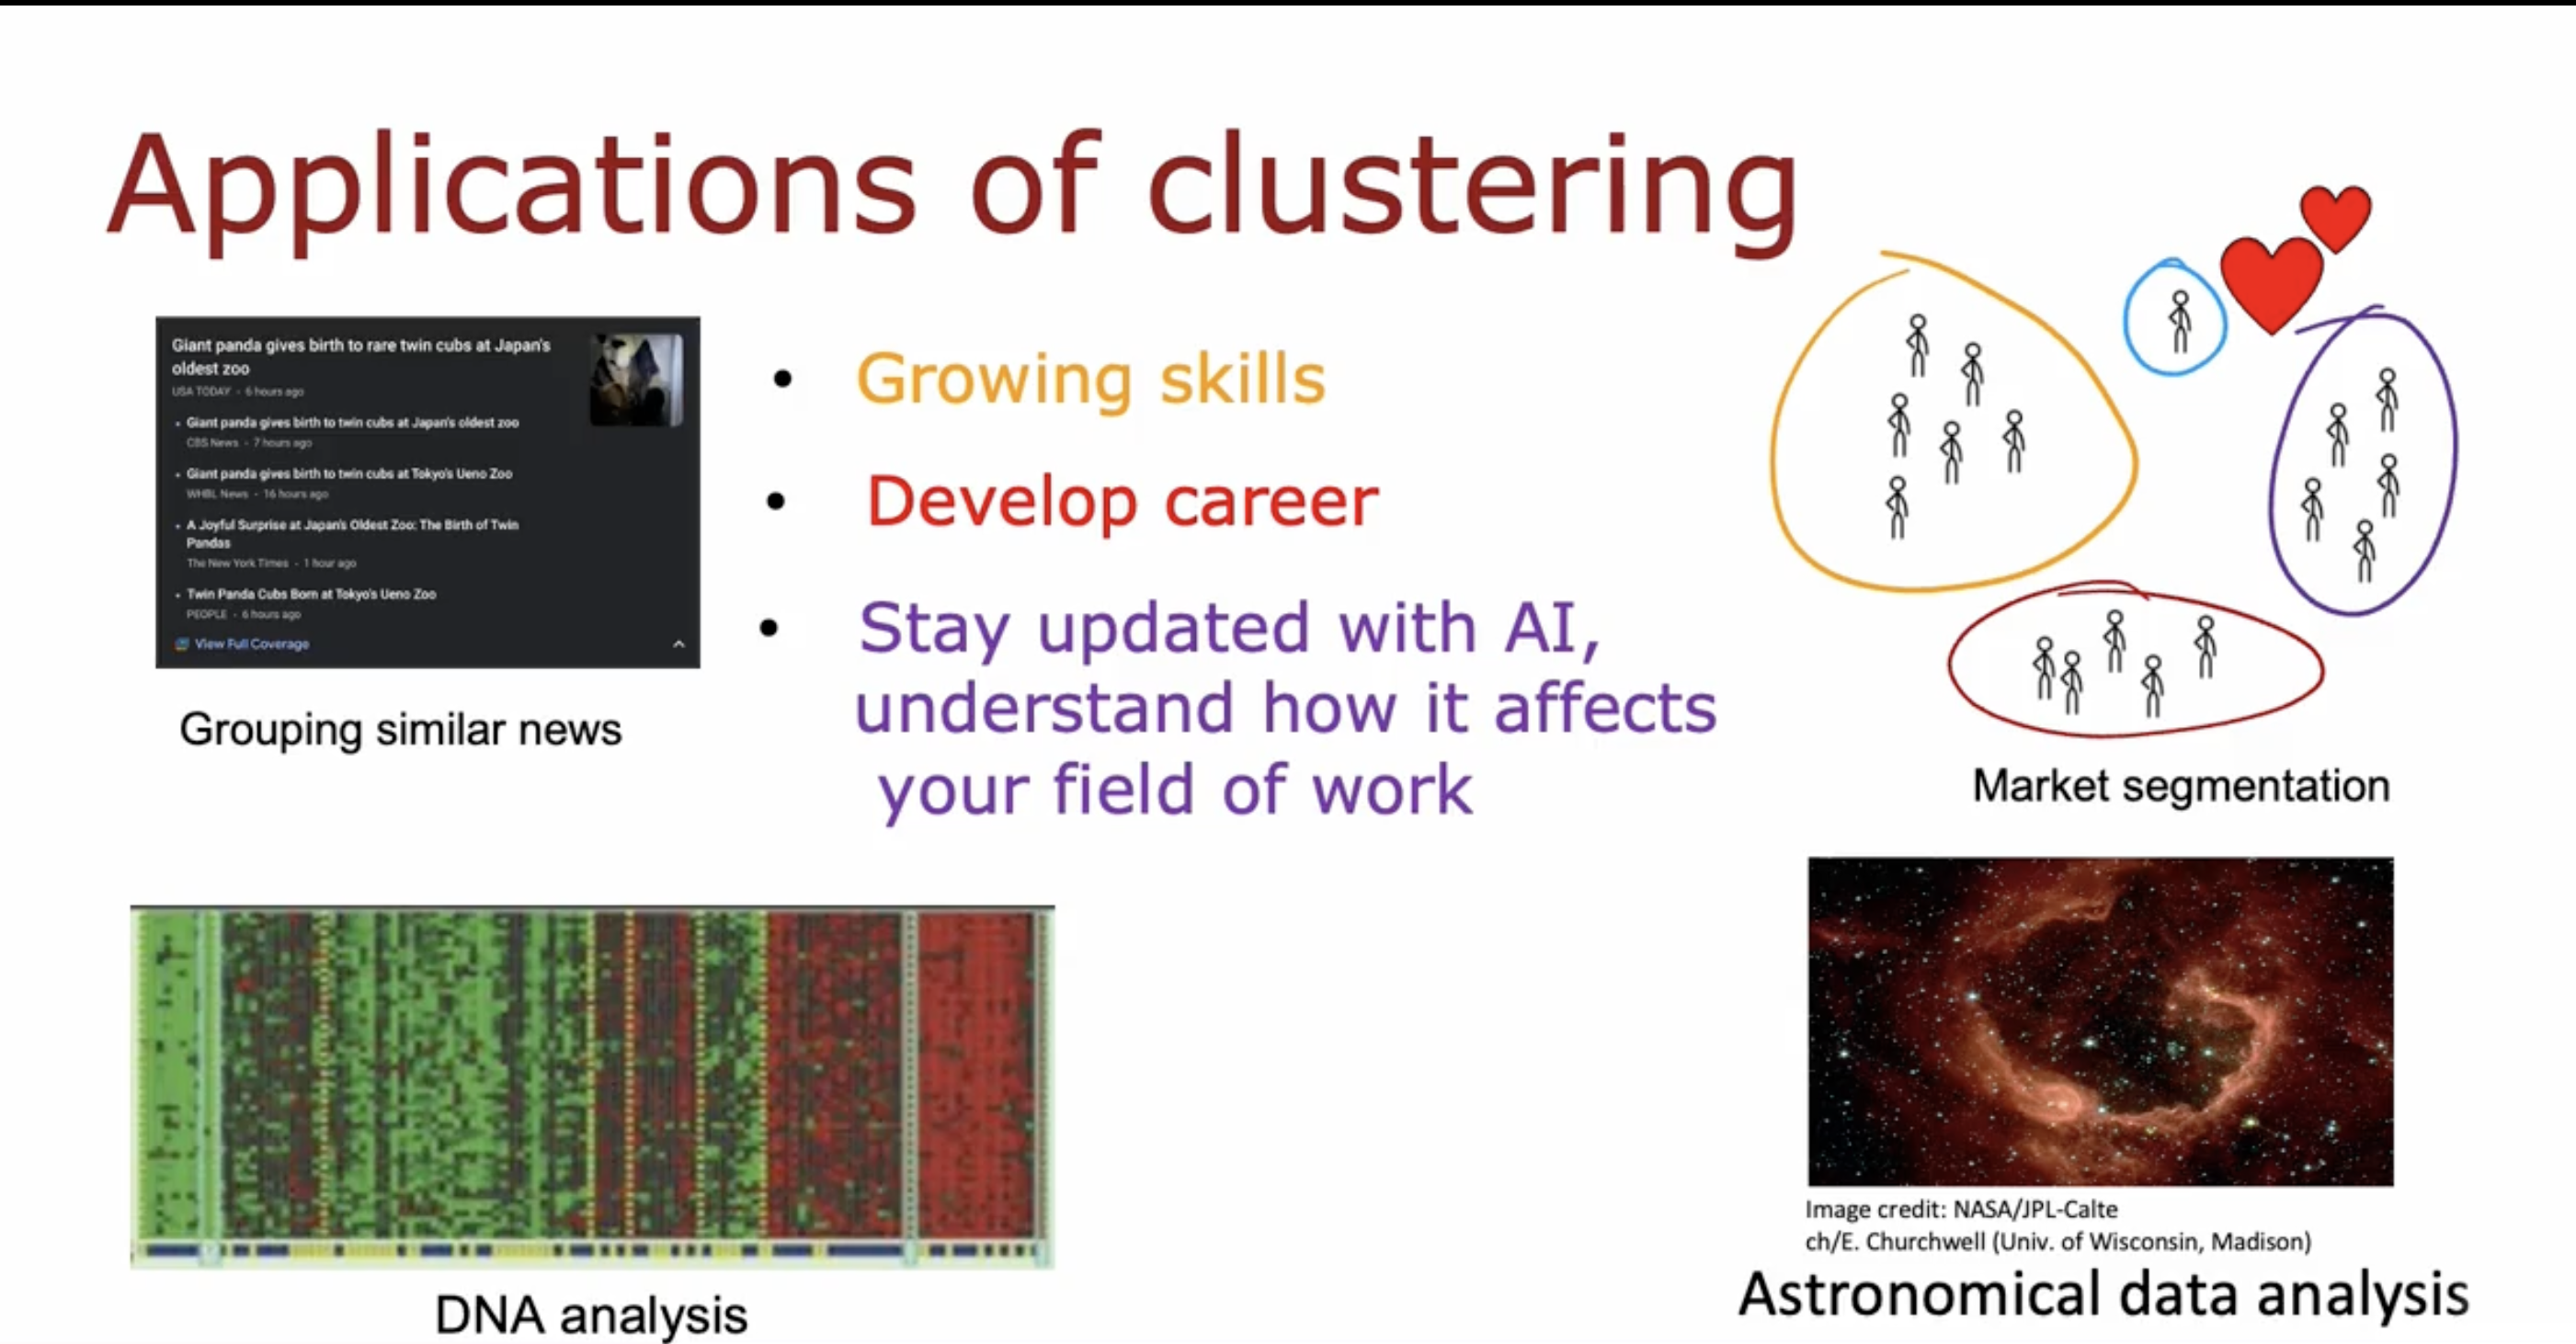 Applications of clustering
Giant panda gives birth to rare twin cubs at Japan's
oldest zoo
USA TODAY · 6 hours ago
• Giant panda gives birth to twin cubs at Japan's oldest zoo
CBS News · 7 hours ago
• Giant panda gives birth to twin cubs at Tokyo's Ueno Zoo
WHBL News · 16 hours ago
• A Joyful Surprise at Japan's Oldest Zoo: The Birth of Twin
Pandas
The New York Times · 1 hour ago
• Twin Panda Cubs Born at Tokyo's Ueno Zoo
PEOPLE · 6 hours ago
View Full Coverage
Grouping similar news
• Growing skills
• Develop career
• Stay updated with AI,
understand how it affects
your field of work
Market segmentation
DNA analysis
Image credit: NASA/JPL-Calte
ch/E. Churchwell (Univ. of Wisconsin, Madison)
Astronomical data analysis